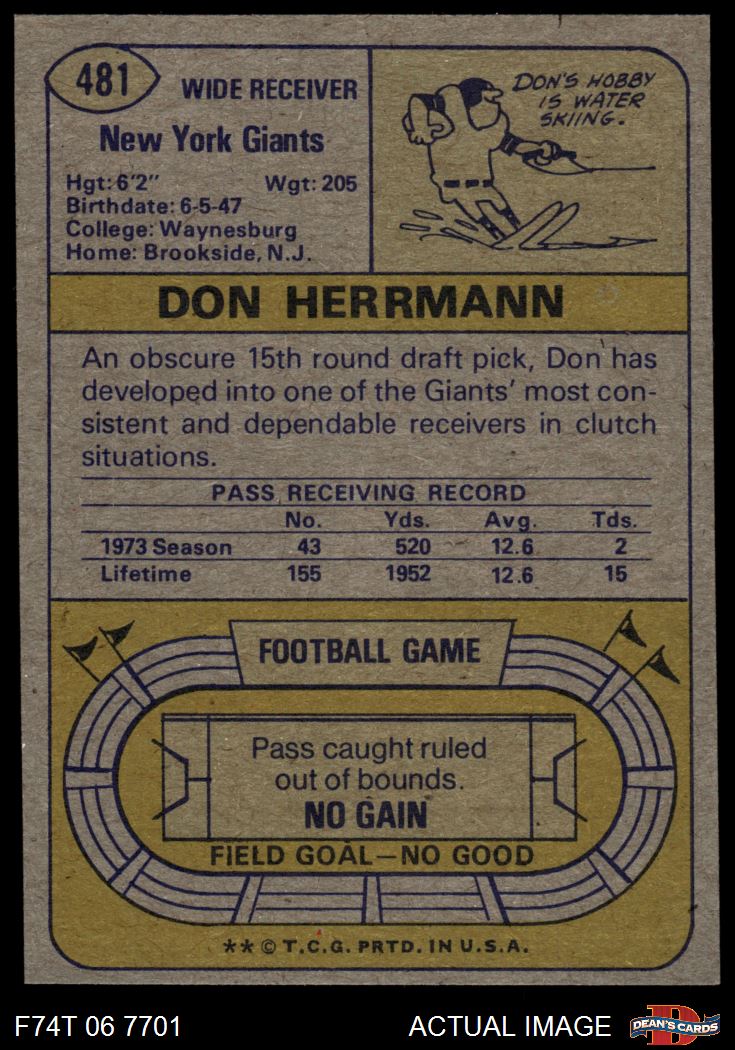 481
WIDE RECEIVER
New York Giants
Hgt: 6'2" Wgt: 205
Birthdate: 6-5-47
College: Waynesburg
Home: Brookside, N.J.
DON'S HOBBY
IS WATER
SKIING.
DON HERRMANN
An obscure 15th round draft pick, Don has
developed into one of the Giants' most con-
sistent and dependable receivers in clutch
situations.
PASS RECEIVING RECORD
No. Yds. Avg. Tds.
1973 Season 43 520 12.6 2
Lifetime 155 1952 12.6 15
FOOTBALL GAME
Pass caught ruled
out of bounds.
NO GAIN
FIELD GOAL—NO GOOD
** © T.C.G. PRTD. IN U.S.A.
F74T 06 7701 ACTUAL IMAGE
D
DEAN'S CARDS